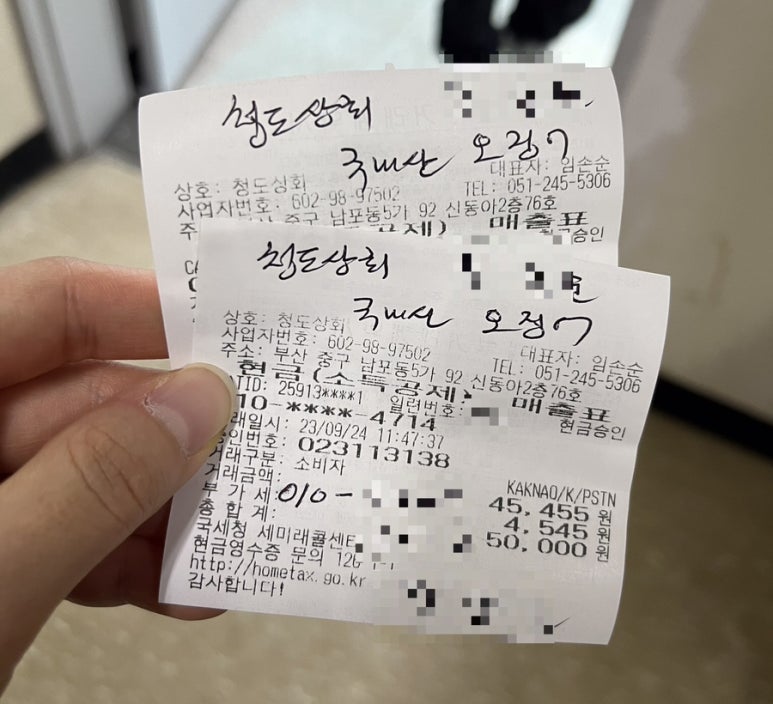 청도상회
국내산 오징어
대표자: 임손순
상호: 청도상회
TEL: 051-245-5306
사업자번호: 602-98-97502
중구 남포동5가 92 신동아2층76호
매출표
현금승인
청도상회
국내산 오징어
상호: 청도상회
대표자: 임손순
사업자번호: 602-98-97502
TEL: 051-245-5306
주소: 부산 중구 남포동5가 92 신동아2층76호
현금(소득공제) 매출표
TID: 25913****1 일련번호: 현금승인
010-****-4714
거래일시: 23/09/24 11:47:37
승인번호: 023113138
거래구분: 소비자
KAKNAO/K/PSTN
거래금액: 45,455 원
부 가 세: 010- 4,545 원
총 합 계: 50,000 원
국세청 세미래콜센터
현금영수증 문의 126
http://hometax.go.kr
감사합니다!